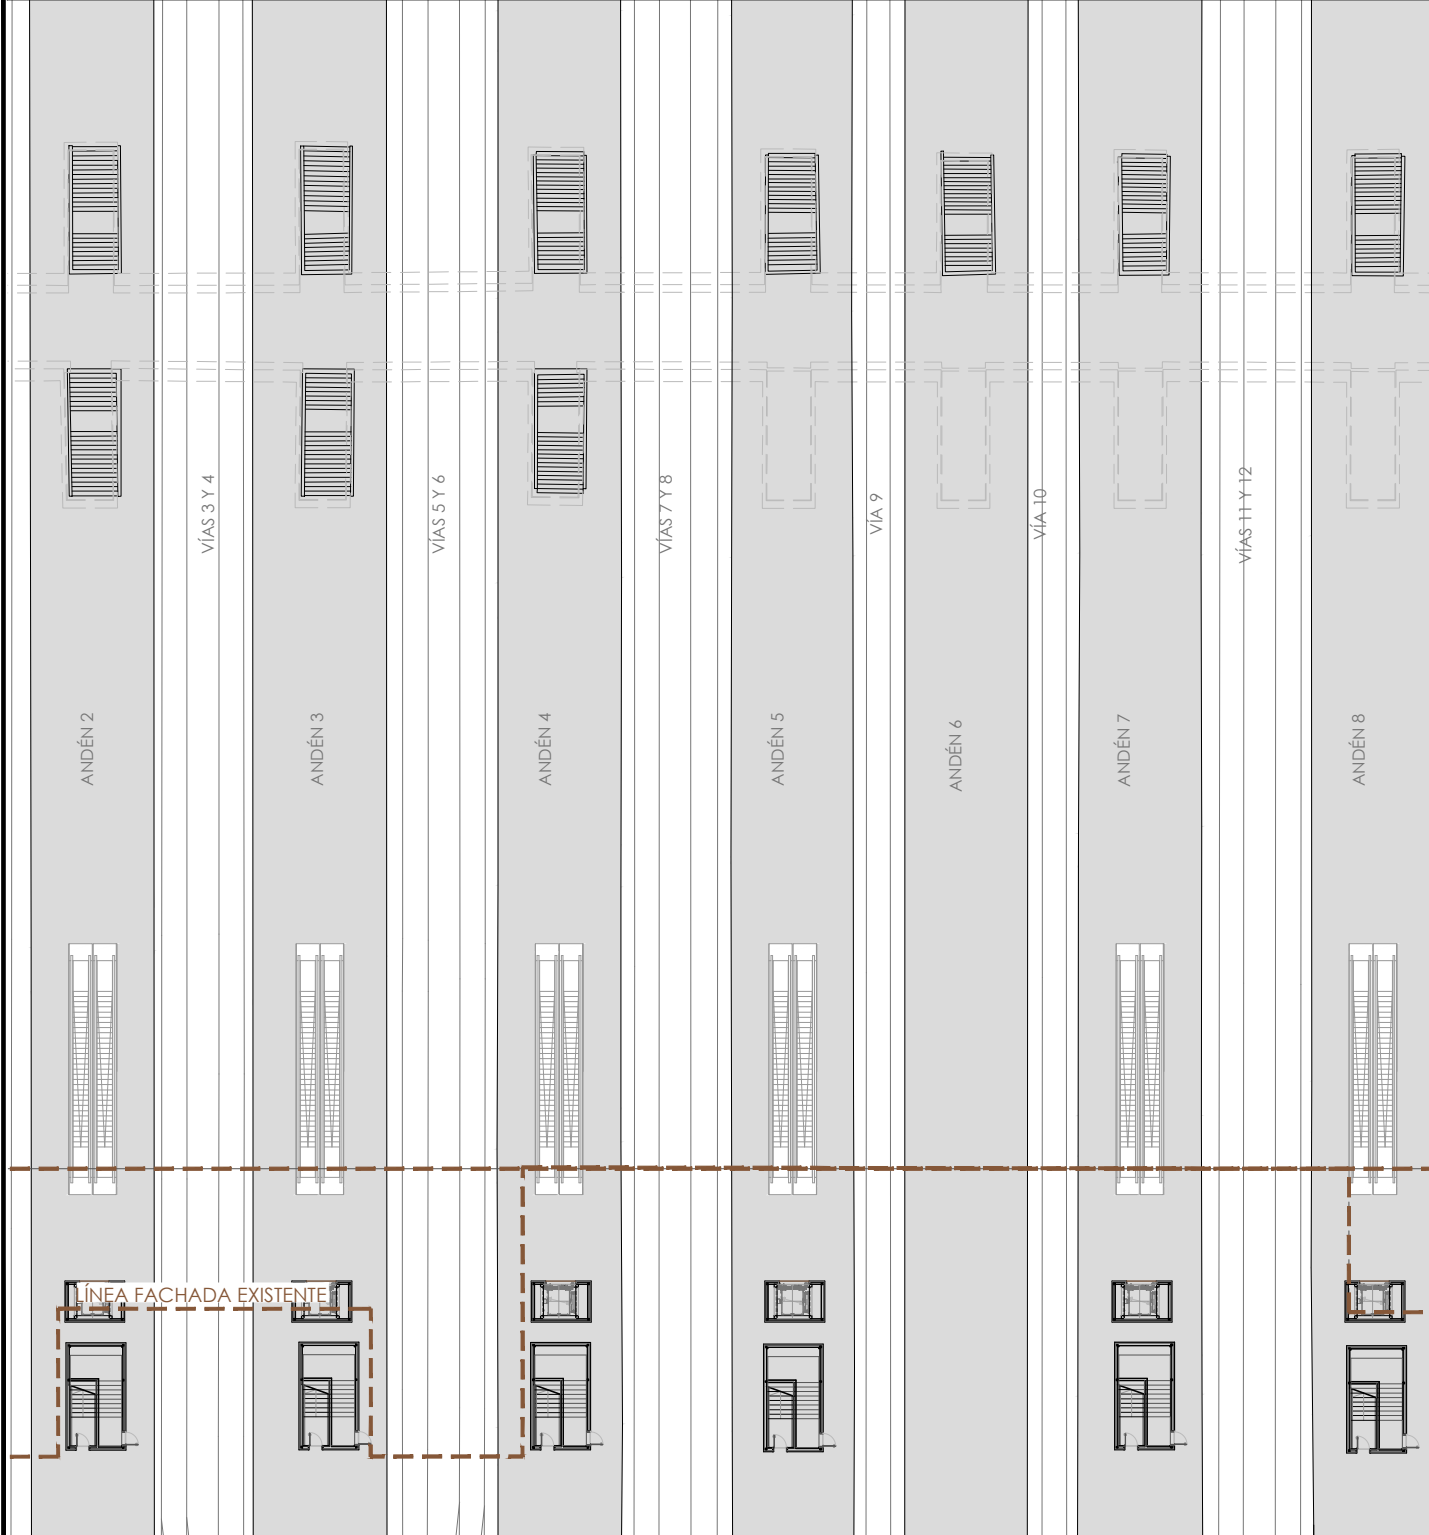 VÍAS 3 Y 4
VÍAS 5 Y 6
VÍAS 7 Y 8
VÍA 9
VÍA 10
VÍAS 11 Y 12
ANDÉN 2
ANDÉN 3
ANDÉN 4
ANDÉN 5
ANDÉN 6
ANDÉN 7
ANDÉN 8
LÍNEA FACHADA EXISTENTE